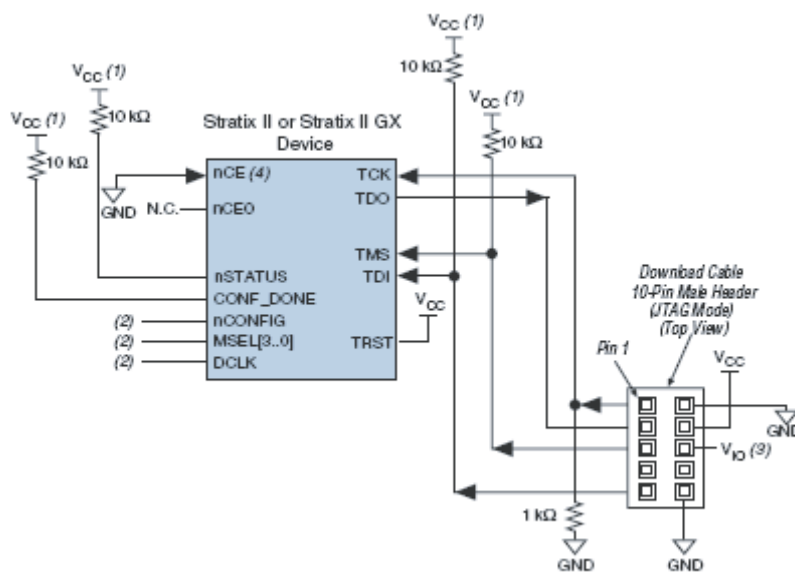 VCC (1)
10 kΩ
VCC (1)
10 kΩ
VCC (1)
10 kΩ
VCC (1)
10 kΩ
Stratix II or Stratix II GX
Device
nCE (4)
TCK
GND
N.C.
nCE0
TDO
TMS
nSTATUS
TDI
CONF_DONE
VCC
(2)
nCONFIG
(2)
MSEL[3..0]
TRST
(2)
DCLK
Download Cable
10-Pin Male Header
(JTAG Mode)
(Top View)
Pin 1
VCC
GND
VIO (3)
1 kΩ
GND
GND